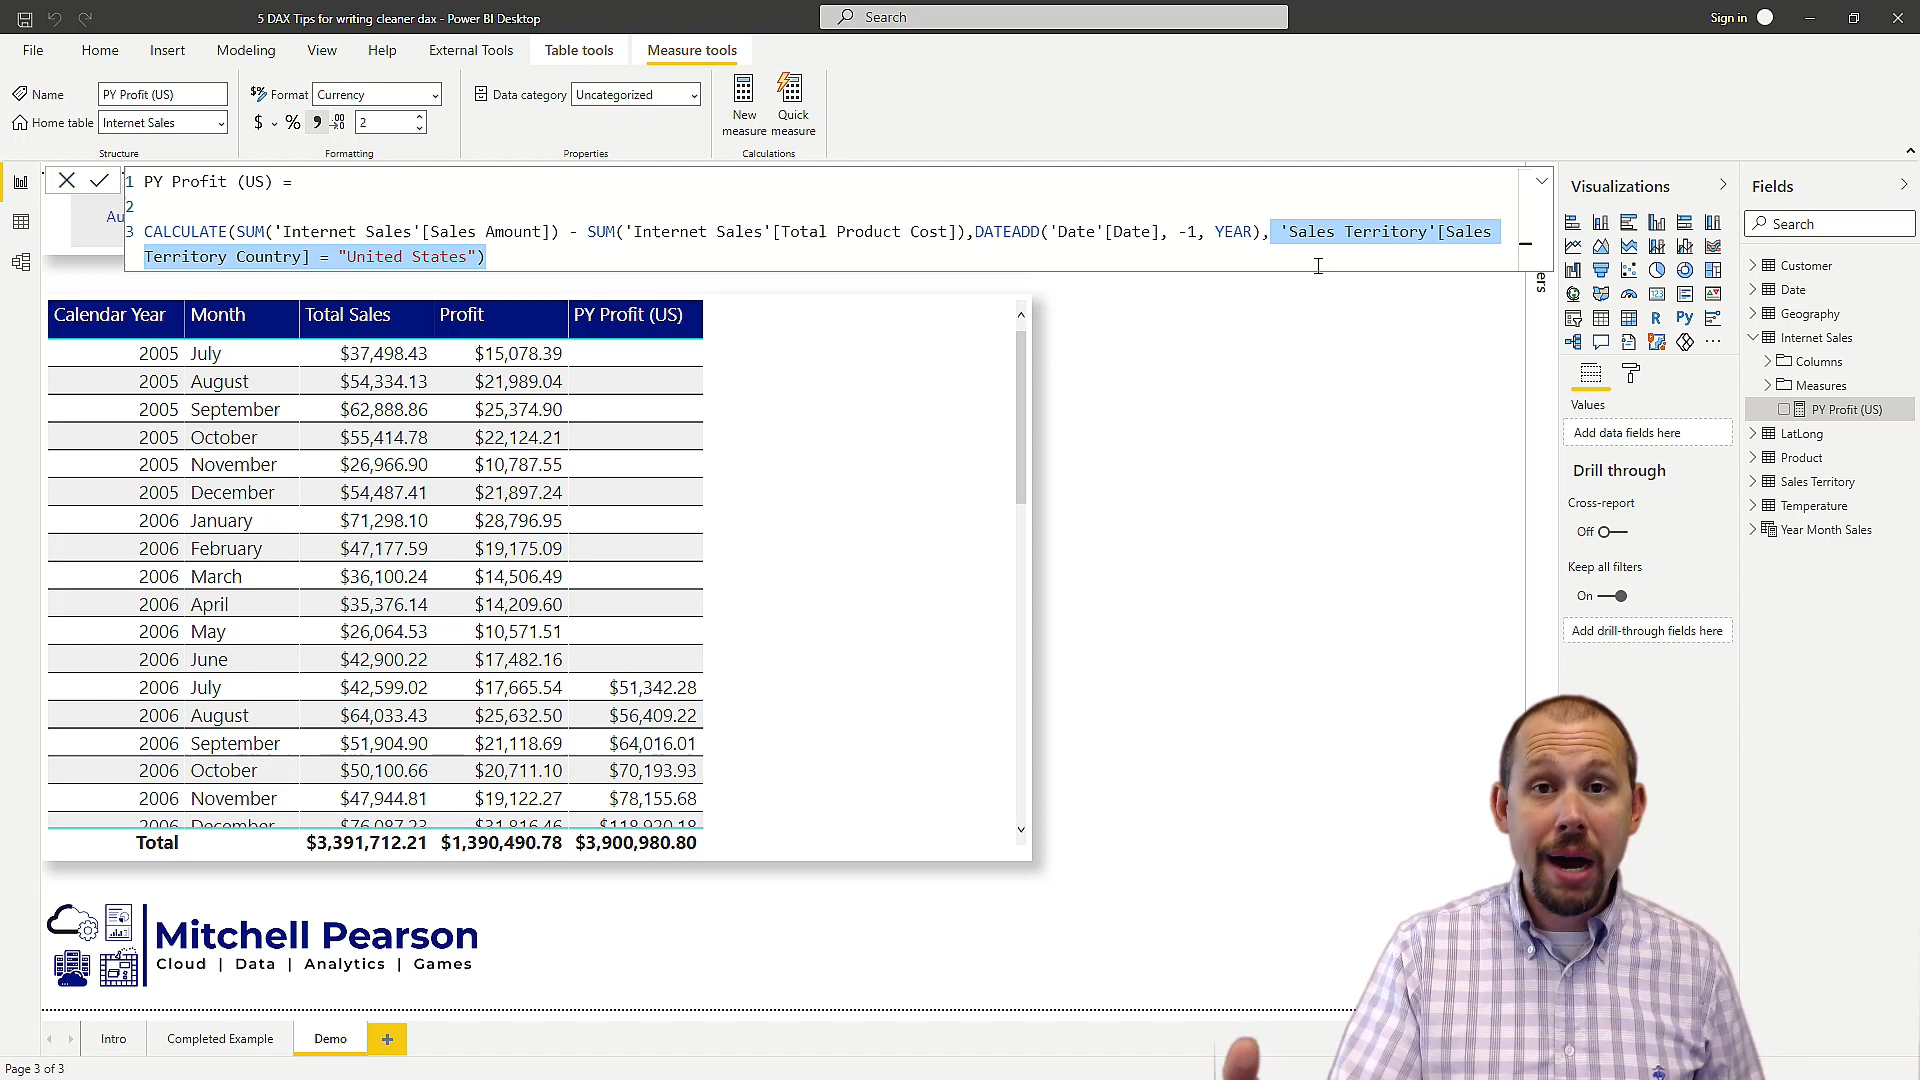 5 DAX Tips for writing cleaner dax - Power BI Desktop
Search
Sign in
File
Home
Insert
Modeling
View
Help
External Tools
Table tools
Measure tools
Name
PY Profit (US)
Home table
Internet Sales
Structure
Format
Currency
$
%
2
Formatting
Data category
Uncategorized
Properties
New measure
Quick measure
Calculations
1 PY Profit (US) =
2
3 CALCULATE(SUM('Internet Sales'[Sales Amount]) - SUM('Internet Sales'[Total Product Cost]),DATEADD('Date'[Date], -1, YEAR), 'Sales Territory'[Sales
Territory Country] = "United States")
Au
ers
Calendar Year Month Total Sales Profit PY Profit (US)
2005 July $37,498.43 $15,078.39
2005 August $54,334.13 $21,989.04
2005 September $62,888.86 $25,374.90
2005 October $55,414.78 $22,124.21
2005 November $26,966.90 $10,787.55
2005 December $54,487.41 $21,897.24
2006 January $71,298.10 $28,796.95
2006 February $47,177.59 $19,175.09
2006 March $36,100.24 $14,506.49
2006 April $35,376.14 $14,209.60
2006 May $26,064.53 $10,571.51
2006 June $42,900.22 $17,482.16
2006 July $42,599.02 $17,665.54 $51,342.28
2006 August $64,033.43 $25,632.50 $56,409.22
2006 September $51,904.90 $21,118.69 $64,016.01
2006 October $50,100.66 $20,711.10 $70,193.93
2006 November $47,944.81 $19,122.27 $78,155.68
2006 December $76,087.23 $31,816.46 $118,920.18
Total $3,391,712.21 $1,390,490.78 $3,900,980.80
Mitchell Pearson
Cloud | Data | Analytics | Games
Visualizations
R
Py
Values
Add data fields here
Drill through
Cross-report
Off
Keep all filters
On
Add drill-through fields here
Fields
Search
Customer
Date
Geography
Internet Sales
Columns
Measures
PY Profit (US)
LatLong
Product
Sales Territory
Temperature
Year Month Sales
Intro
Completed Example
Demo
Page 3 of 3